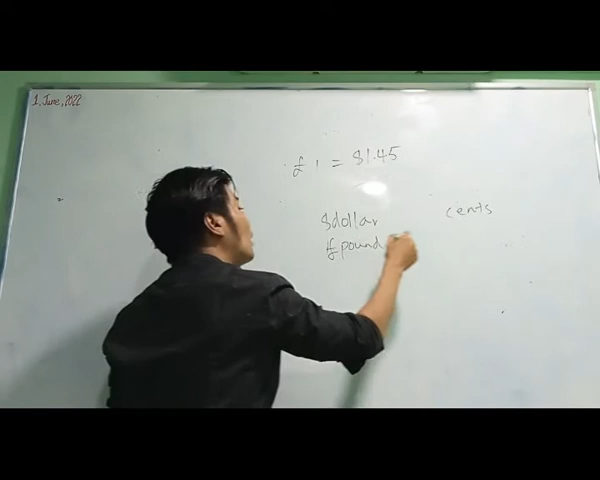 1, June, 2022
£ 1 = $1.45
$dollar cents
£pound